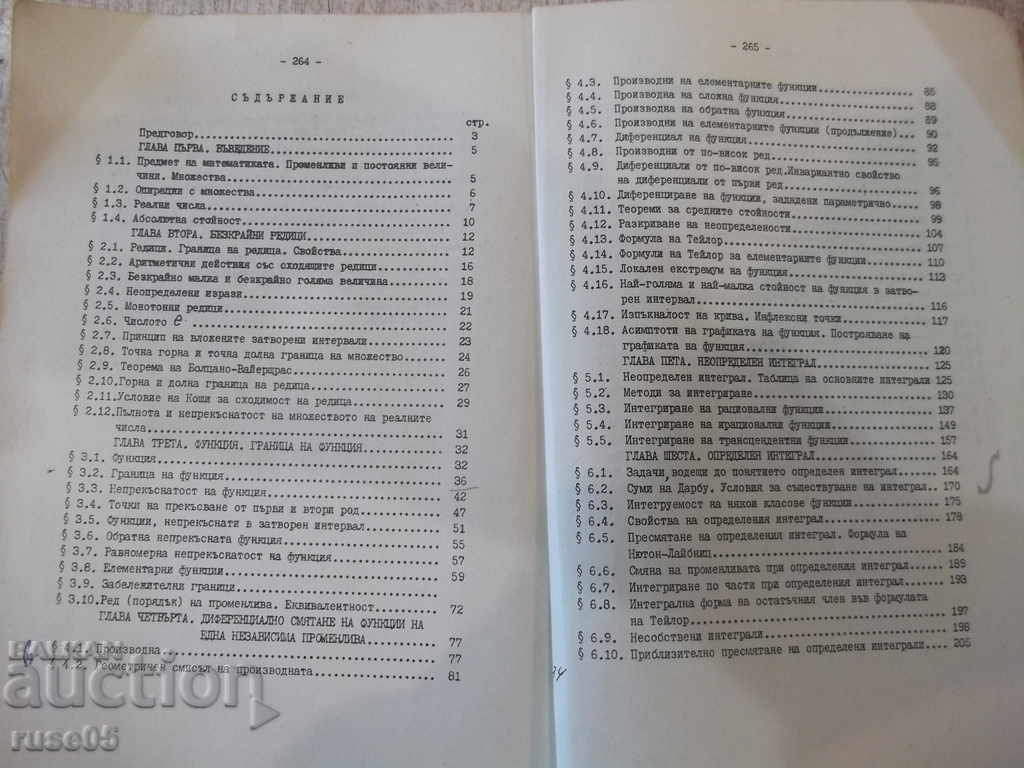 - 264 -
СЪДЪРЖАНИЕ
стр.
Предговор 3
ГЛАВА ПЪРВА. ВЪВЕДЕНИЕ 5
§ 1.1. Предмет на математиката. Променливи и постоянни вели-
чини. Множества 5
§ 1.2. Операции с множества 6
§ 1.3. Реални числа 7
§ 1.4. Абсолютна стойност 10
ГЛАВА ВТОРА. БЕЗКРАЙНИ РЕДИЦИ 12
§ 2.1. Редици. Граница на редица. Свойства 12
§ 2.2. Аритметични действия със сходящите редици 16
§ 2.3. Безкрайно малка и безкрайно голяма величина 18
§ 2.4. Неопределени изрази 19
§ 2.5. Монотонни редици 21
§ 2.6. Числото e 22
§ 2.7. Принцип на вложените затворени интервали 23
§ 2.8. Точна горна и точна долна граница на множество 24
§ 2.9. Теорема на Болцано-Вайерщрас 26
§ 2.10. Горна и долна граница на редица 27
§ 2.11. Условие на Коши за сходимост на редица 29
§ 2.12. Пълнота и непрекъснатост на множеството на реалните
числа 31
ГЛАВА ТРЕТА. ФУНКЦИЯ. ГРАНИЦА НА ФУНКЦИЯ 32
§ 3.1. Функция 32
§ 3.2. Граница на функция 36
§ 3.3. Непрекъснатост на функция 42
§ 3.4. Точки на прекъсване от първи и втори род 47
§ 3.5. Функции, непрекъснати в затворен интервал 51
§ 3.6. Обратна непрекъсната функция 55
§ 3.7. Равномерна непрекъснатост на функция 57
§ 3.8. Елементарни функции 59
§ 3.9. Забележителни граници
§ 3.10. Ред (порядък) на променлива. Еквивалентност 72
ГЛАВА ЧЕТВЪРТА. ДИФЕРЕНЦИАЛНО СМЯТАНЕ НА ФУНКЦИИ НА
ЕДНА НЕЗАВИСИМА ПРОМЕНЛИВА 77
4.1. Производна 77
4.2. Геометричен смисъл на производната 81
- 265 -
§ 4.3. Производни на елементарните функции 85
§ 4.4. Производна на сложна функция 88
§ 4.5. Производна на обратна функция 89
§ 4.6. Производни на елементарните функции (продължение) 90
§ 4.7. Диференциал на функция 92
§ 4.8. Производни от по-висок ред 95
§ 4.9. Диференциали от по-висок ред. Инвариантно свойство
на диференциали от първи ред 96
§ 4.10. Диференциране на функции, зададени параметрично 98
§ 4.11. Теореми за средните стойности 99
§ 4.12. Разкриване на неопределености 104
§ 4.13. Формула на Тейлор 107
§ 4.14. Формули на Тейлор за елементарните функции 110
§ 4.15. Локален екстремум на функция 113
§ 4.16. Най-голяма и най-малка стойност на функция в затво-
рен интервал 116
§ 4.17. Изпъкналост на крива. Инфлексни точки 117
§ 4.18. Асимптоти на графиката на функция. Построяване на
графиката на функция 120
ГЛАВА ПЕТА. НЕОПРЕДЕЛЕН ИНТЕГРАЛ 125
§ 5.1. Неопределен интеграл. Таблица на основните интеграли 125
§ 5.2. Методи за интегриране 130
§ 5.3. Интегриране на рационални функции 137
§ 5.4. Интегриране на ирационални функции 149
§ 5.5. Интегриране на трансцендентни функции 157
ГЛАВА ШЕСТА. ОПРЕДЕЛЕН ИНТЕГРАЛ 164
§ 6.1. Задачи, водещи до понятието определен интеграл 164
§ 6.2. Суми на Дарбу. Условия за съществуване на интеграл 170
§ 6.3. Интегруемост на някои класове функции 175
§ 6.4. Свойства на определения интеграл 178
§ 6.5. Пресмятане на определения интеграл. Формула на
Нютон-Лайбниц 184
§ 6.6. Смяна на променливата при определения интеграл 189
§ 6.7. Интегриране по части при определения интеграл 193
§ 6.8. Интегрална форма на остатъчния член във формулата
на Тейлор 197
§ 6.9. Несобствени интеграли 198
§ 6.10. Приблизително пресмятане на определени интеграли 205
auction
ruse05